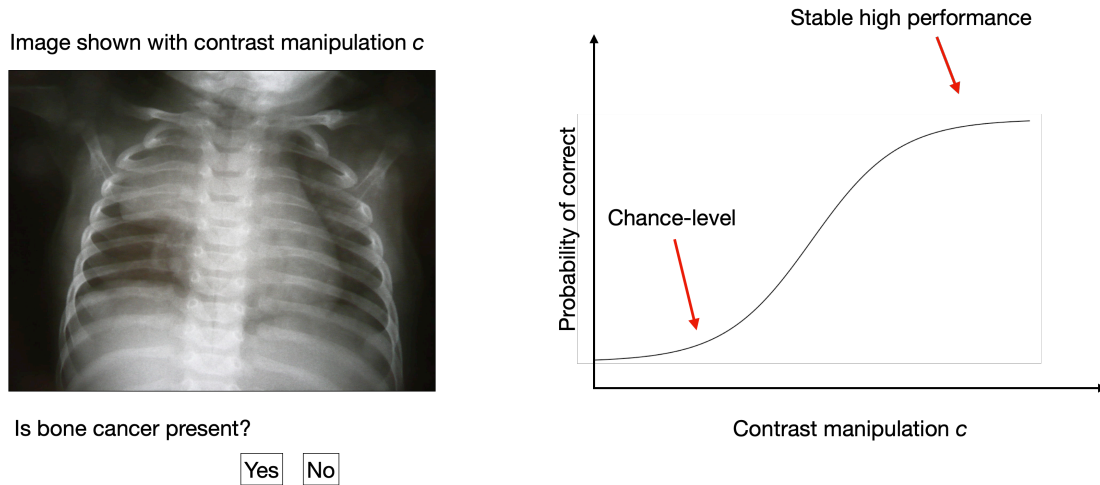 Image shown with contrast manipulation c
Is bone cancer present?
Yes No
Stable high performance
Chance-level
Probability of correct
Contrast manipulation c